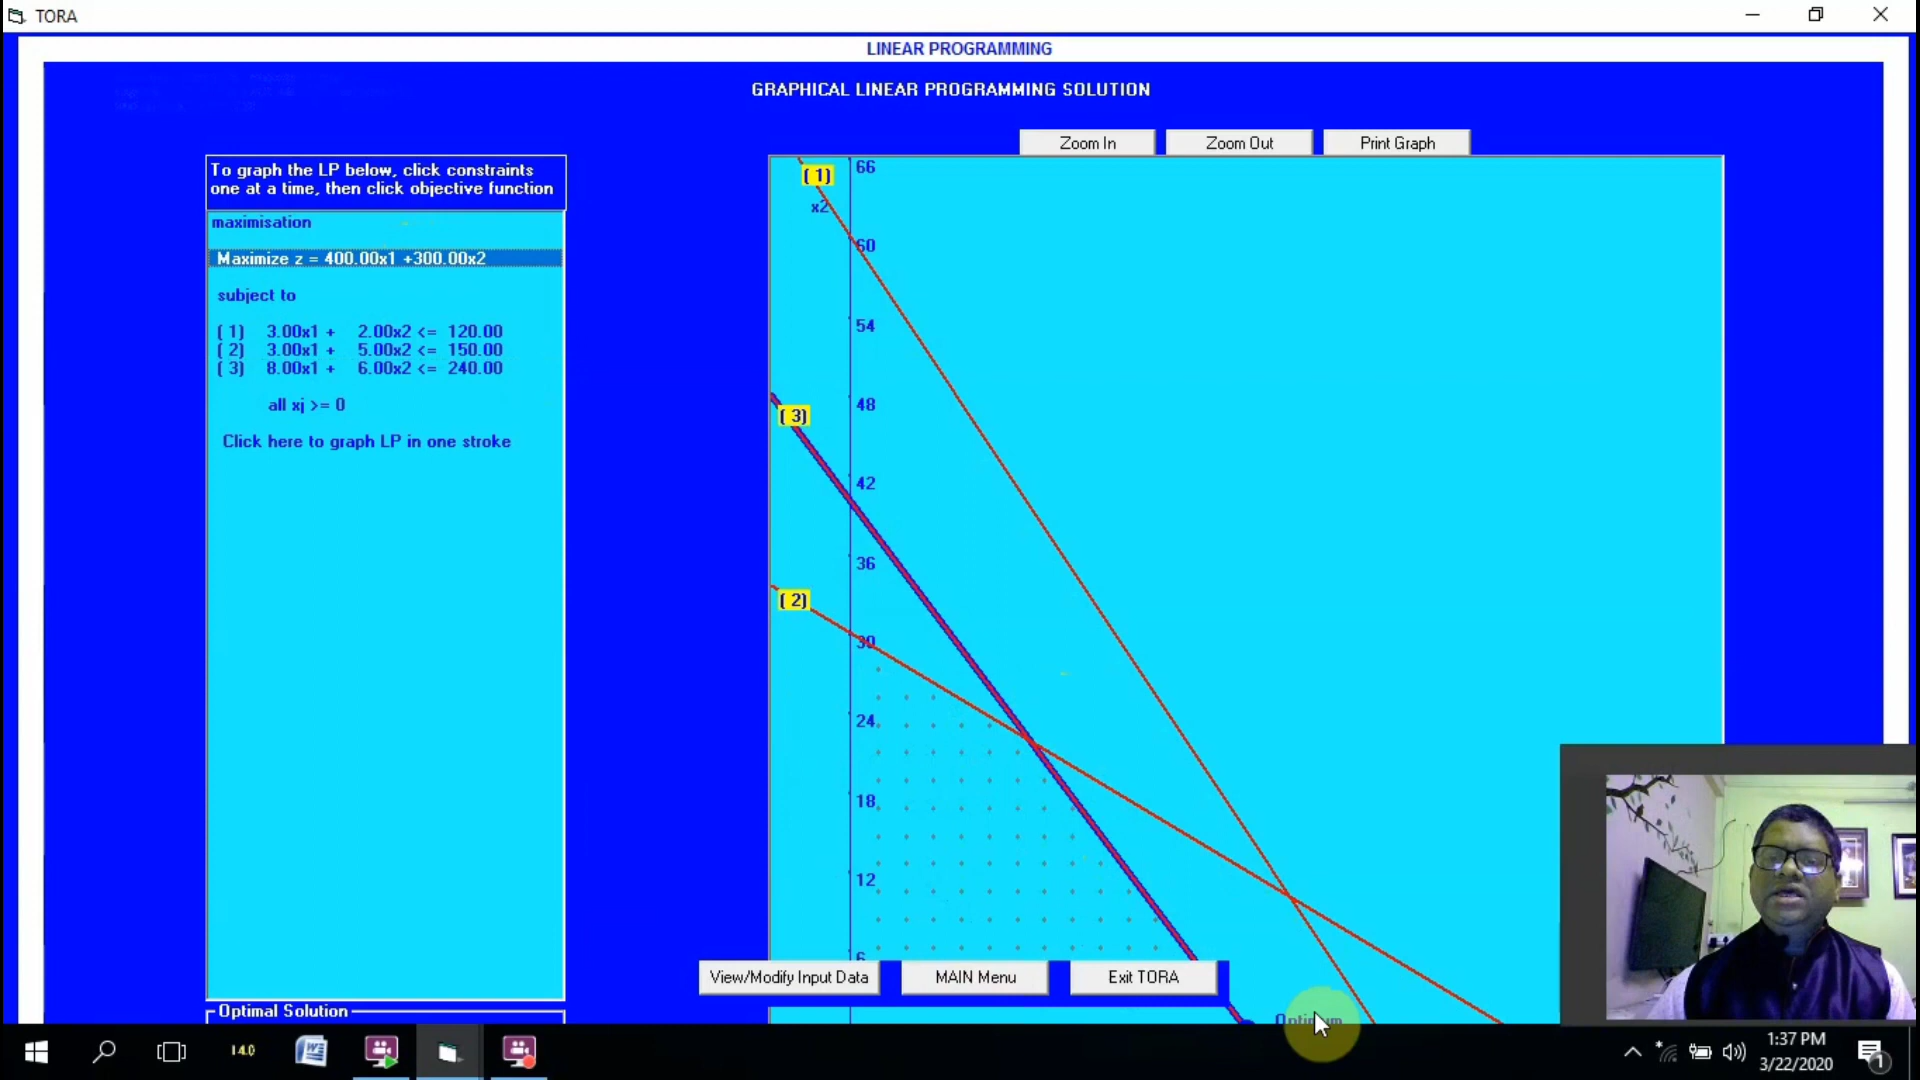 TORA
LINEAR PROGRAMMING
GRAPHICAL LINEAR PROGRAMMING SOLUTION
Zoom In
Zoom Out
Print Graph
To graph the LP below, click constraints
one at a time, then click objective function
maximisation
Maximize z = 400.00x1 +300.00x2
subject to
( 1) 3.00x1 + 2.00x2 <= 120.00
( 2) 3.00x1 + 5.00x2 <= 150.00
( 3) 8.00x1 + 6.00x2 <= 240.00
all xj >= 0
Click here to graph LP in one stroke
( 1)
66
x2
60
54
48
( 3)
42
36
( 2)
30
24
18
12
6
View/Modify Input Data
MAIN Menu
Exit TORA
Optimal Solution
Optimum
14.0
1:37 PM
3/22/2020
1